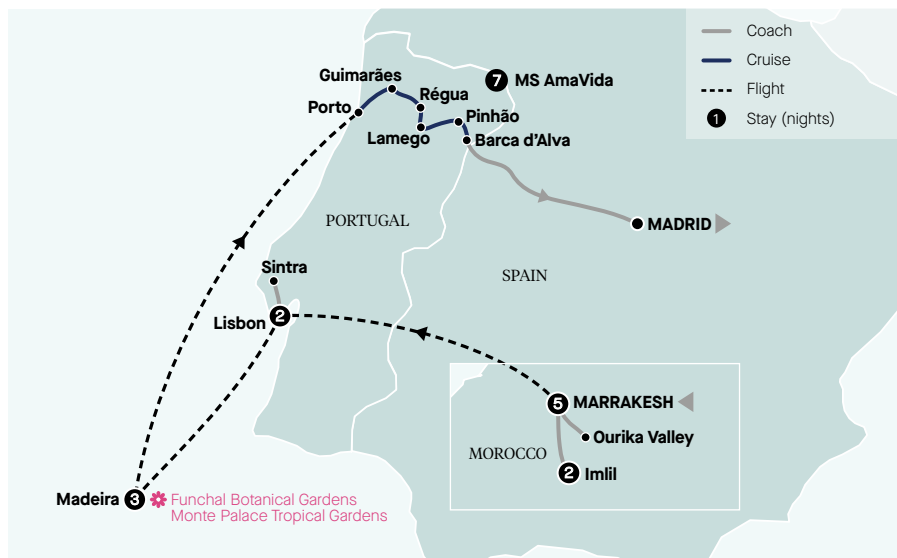 Coach
Cruise
Flight
1 Stay (nights)
Guimarães
7 MS AmaVida
Porto
Régua
Lamego
Pinhão
Barca d'Alva
PORTUGAL
MADRID
Sintra
SPAIN
Lisbon 2
5 MARRAKESH
Ourika Valley
MOROCCO
2 Imlil
Madeira 3 Funchal Botanical Gardens
Monte Palace Tropical Gardens